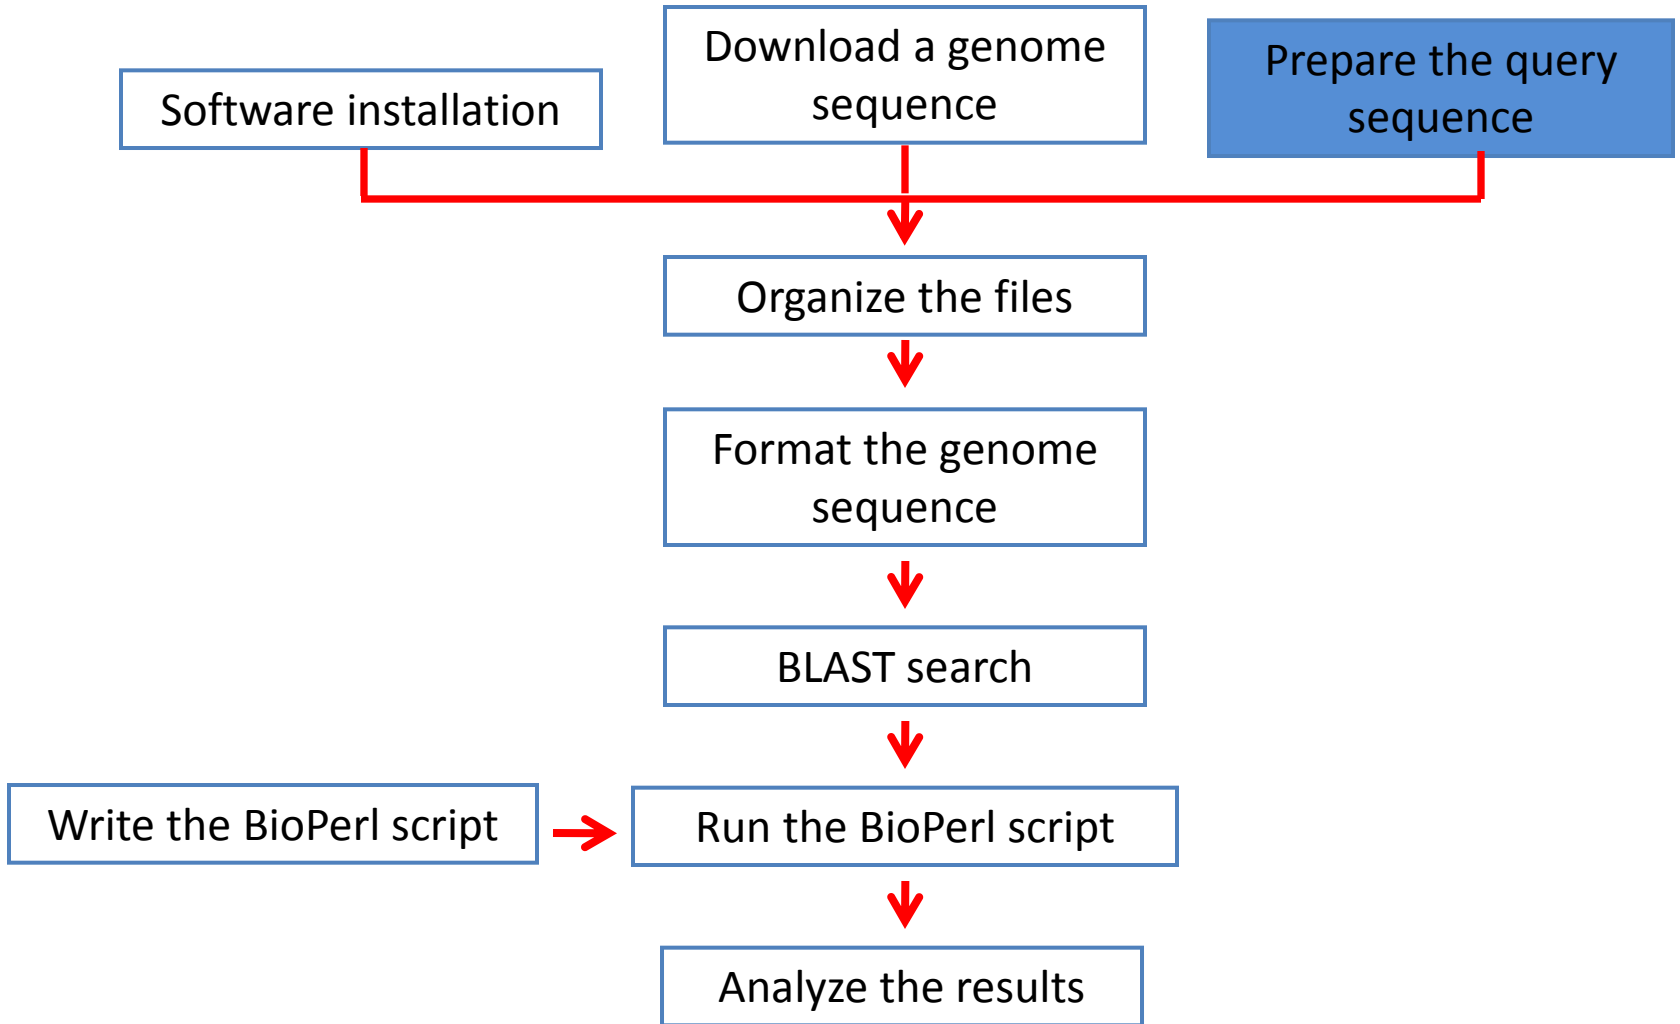 Software installation
Download a genome
sequence
Prepare the query
sequence
Organize the files
Format the genome
sequence
BLAST search
Write the BioPerl script
Run the BioPerl script
Analyze the results